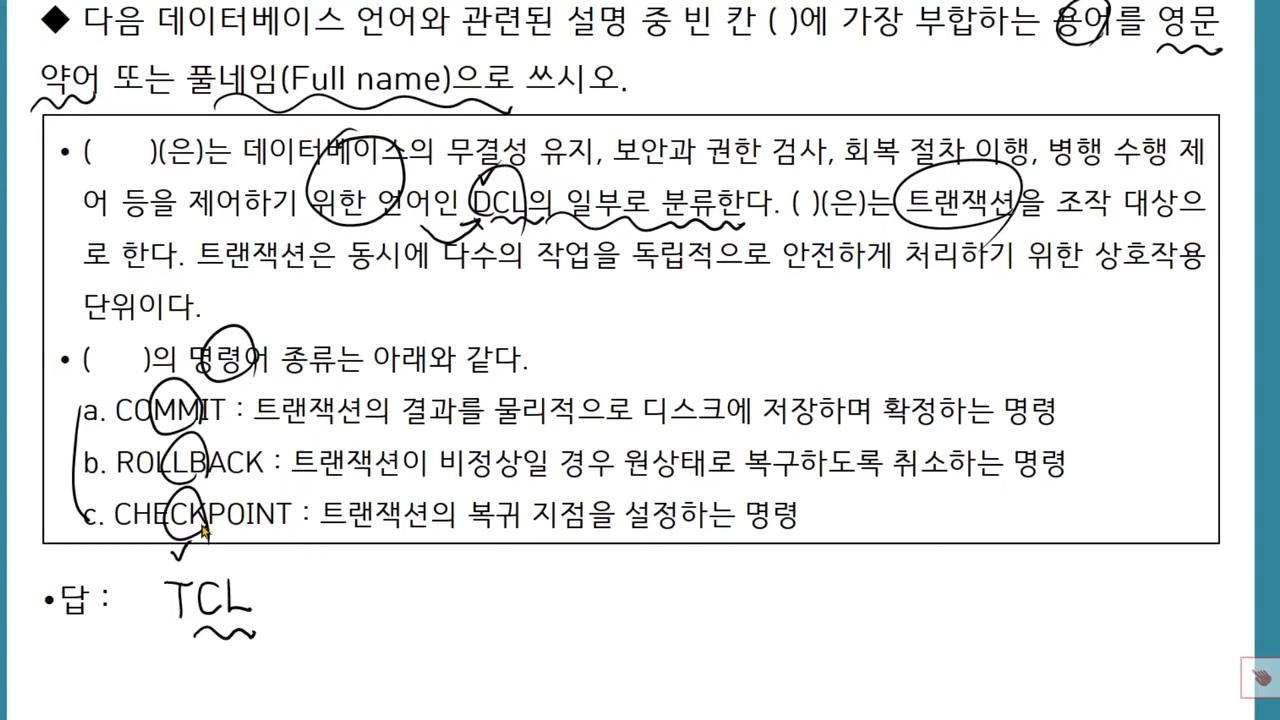 ◆ 다음 데이터베이스 언어와 관련된 설명 중 빈 칸 ( )에 가장 부합하는 용어를 영문
약어 또는 풀네임(Full name)으로 쓰시오.
• ( )(은)는 데이터베이스의 무결성 유지, 보안과 권한 검사, 회복 절차 이행, 병행 수행 제
어 등을 제어하기 위한 언어인 DCL의 일부로 분류한다. ( )(은)는 트랜잭션을 조작 대상으
로 한다. 트랜잭션은 동시에 다수의 작업을 독립적으로 안전하게 처리하기 위한 상호작용
단위이다.
• ( )의 명령어 종류는 아래와 같다.
a. COMMIT : 트랜잭션의 결과를 물리적으로 디스크에 저장하며 확정하는 명령
b. ROLLBACK : 트랜잭션이 비정상일 경우 원상태로 복구하도록 취소하는 명령
c. CHECKPOINT : 트랜잭션의 복귀 지점을 설정하는 명령
•답 : TCL